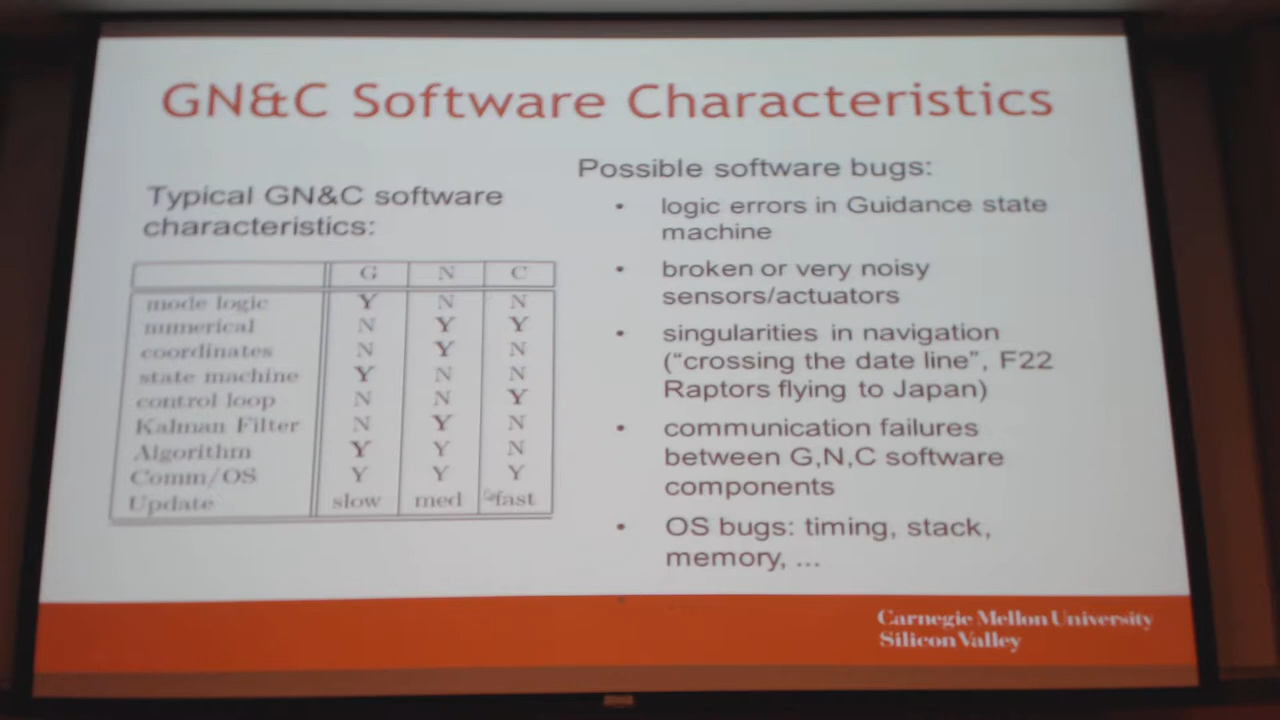 GN&C Software Characteristics
Typical GN&C software
characteristics:
G N C
mode logic Y N N
numerical N Y Y
coordinates N Y N
state machine Y N N
control loop N N Y
Kalman Filter N Y N
Algorithm Y Y N
Comm/OS Y Y Y
Update slow med fast
Possible software bugs:
• logic errors in Guidance state
machine
• broken or very noisy
sensors/actuators
• singularities in navigation
(“crossing the date line”, F22
Raptors flying to Japan)
• communication failures
between G,N,C software
components
• OS bugs: timing, stack,
memory, ...
Carnegie Mellon University
Silicon Valley